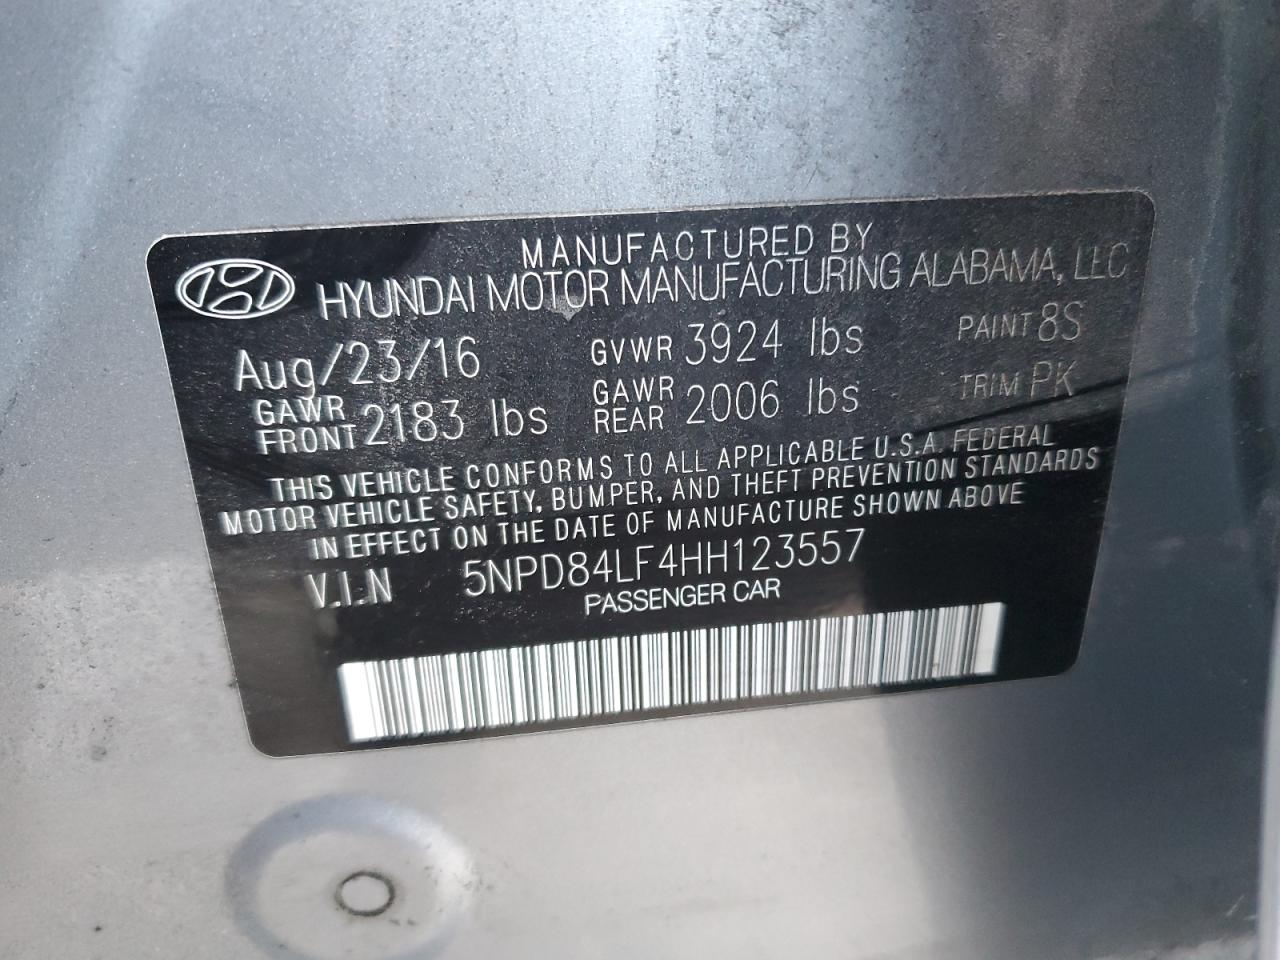 MANUFACTURED BY
HYUNDAI MOTOR MANUFACTURING ALABAMA, LLC
Aug/23/16 GVWR 3924 lbs PAINT 8S
GAWR FRONT 2183 lbs GAWR REAR 2006 lbs TRIM PK
THIS VEHICLE CONFORMS TO ALL APPLICABLE U.S.A. FEDERAL
MOTOR VEHICLE SAFETY, BUMPER, AND THEFT PREVENTION STANDARDS
IN EFFECT ON THE DATE OF MANUFACTURE SHOWN ABOVE
V.I.N 5NPD84LF4HH123557
PASSENGER CAR